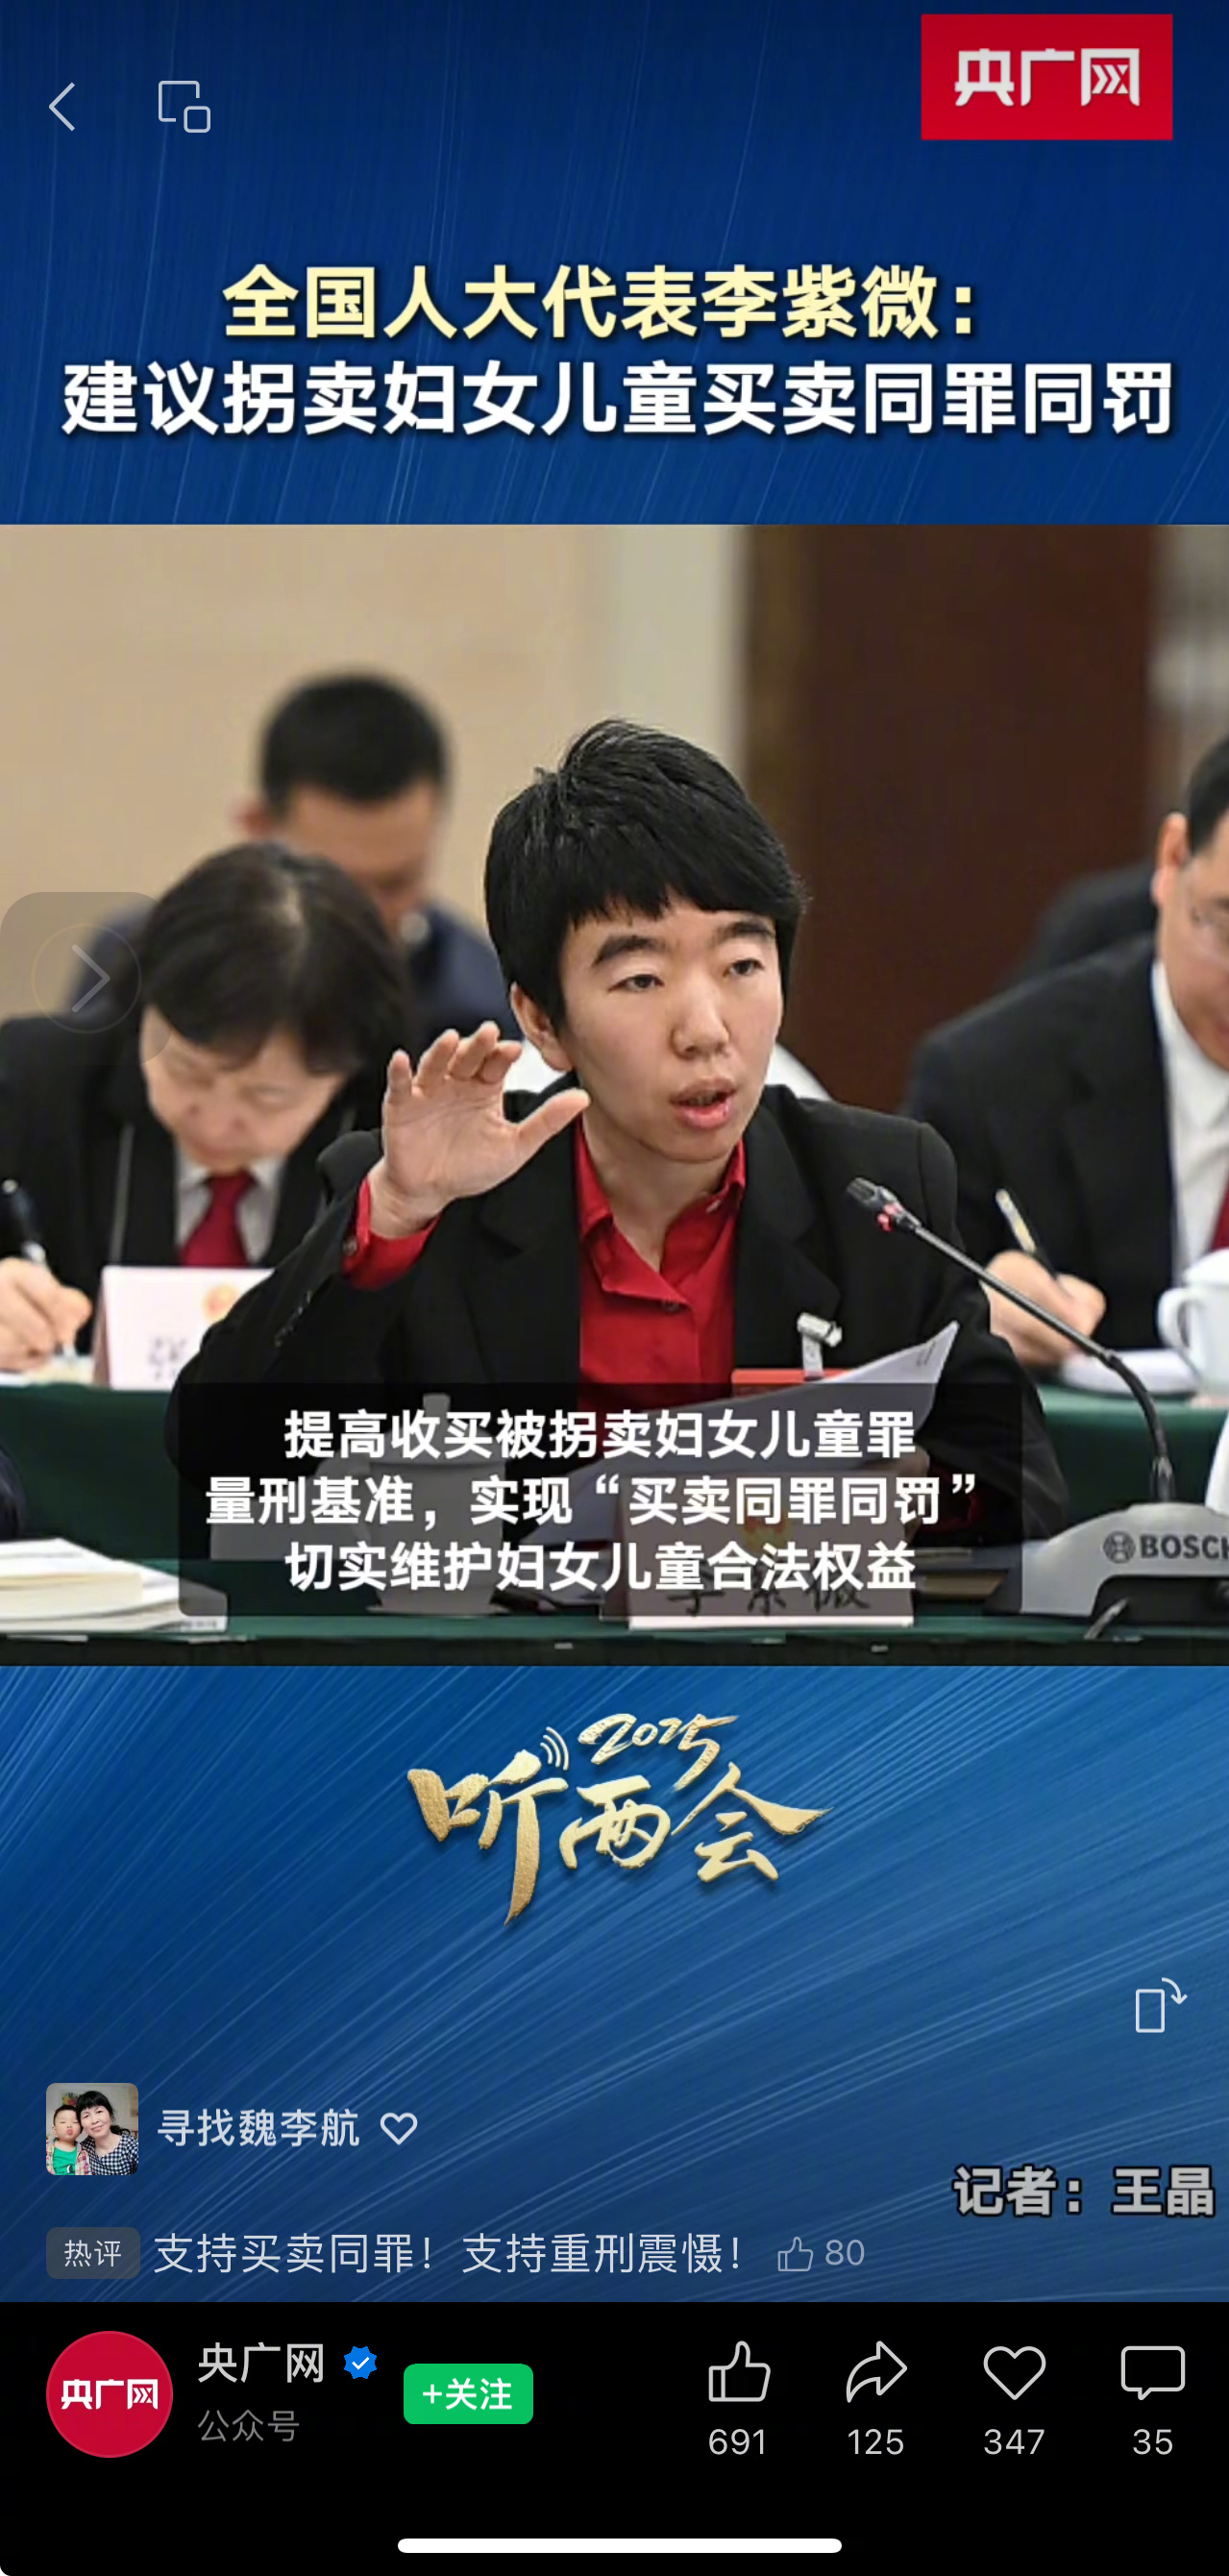 央广网
全国人大代表李紫微：
建议拐卖妇女儿童买卖同罪同罚
提高收买被拐卖妇女儿童罪
量刑基准，实现“买卖同罪同罚”
切实维护妇女儿童合法权益
BOSCH
2025
听两会
寻找魏李航
记者：王晶
热评 支持买卖同罪！支持重刑震慑！ 80
央广网
央广网
公众号
+关注
691 125 347 35